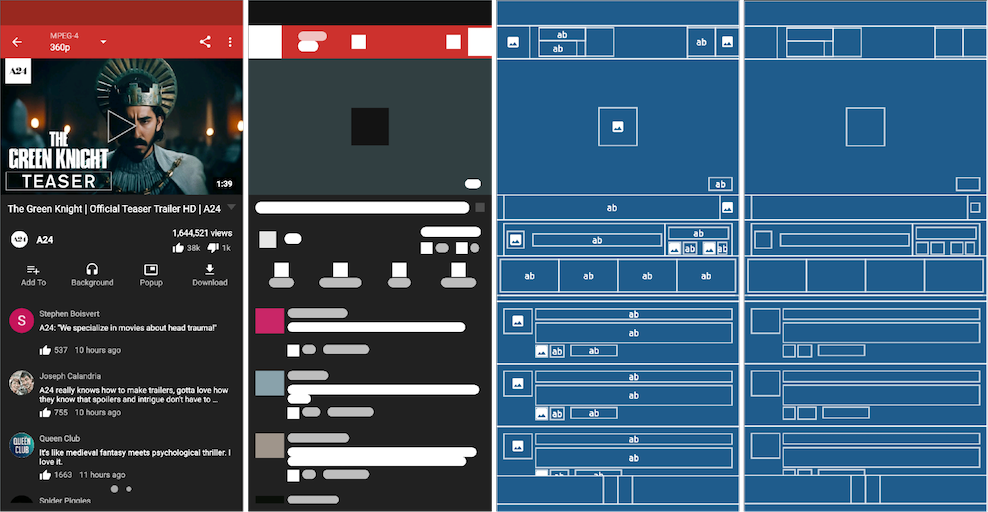 MPEG-4
360p
A24
THE
GREEN KNIGHT
TEASER
1:39
The Green Knight | Official Teaser Trailer HD | A24
A24 A24
1,644,521 views
38k 1k
Add To Background Popup Download
S
Stephen Boisvert
A24: "We specialize in movies about head trauma!"
537 10 hours ago
Joseph Calandria
A24 really knows how to make trailers, gotta love how
they know that spoilers and intrigue don't have to ...
755 10 hours ago
QUEEN
CLUB
Queen Club
It's like medieval fantasy meets psychological thriller. I
love it.
1663 11 hours ago
Spider Piggies
ab
ab
ab
ab
ab
ab
ab
ab ab
ab ab ab ab
ab
ab
ab ab
ab
ab
ab ab
ab
ab
ab ab